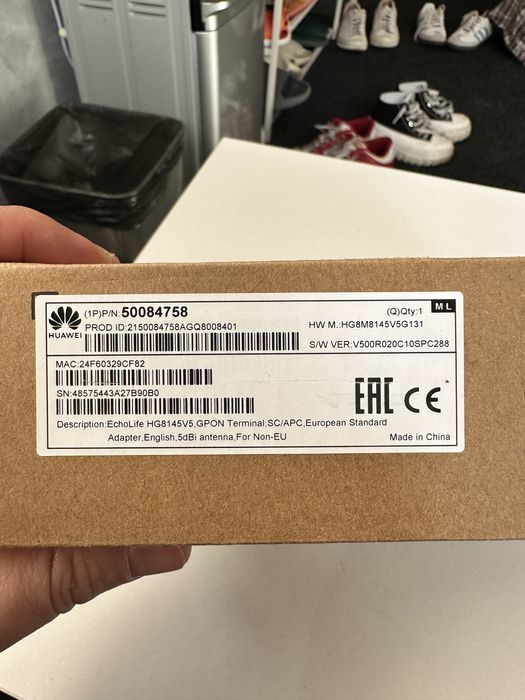 HUAWEI
(1P)P/N:50084758
(Q)Qty:1
M L
PROD ID:2150084758AGQ8008401
HW M.:HG8M8145V5G131
S/W VER:V500R020C10SPC288
MAC:24F60329CF82
SN:48575443A27B90B0
EAC CE
Description:EchoLife HG8145V5,GPON Terminal,SC/APC,European Standard
Adapter,English,5dBi antenna,For Non-EU
Made in China